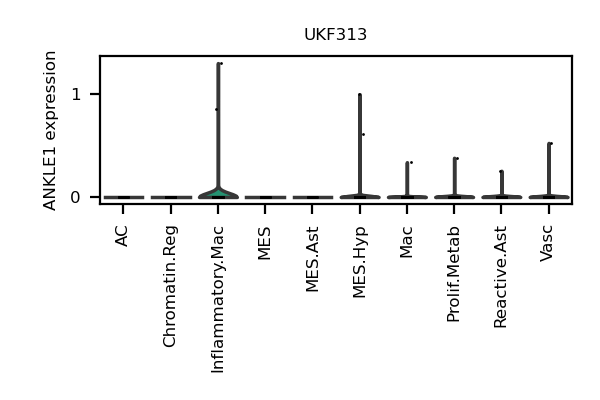 UKF313
ANKLE1 expression
1
0
AC
Chromatin.Reg
Inflammatory.Mac
MES
MES.Ast
MES.Hyp
Mac
Prolif.Metab
Reactive.Ast
Vasc